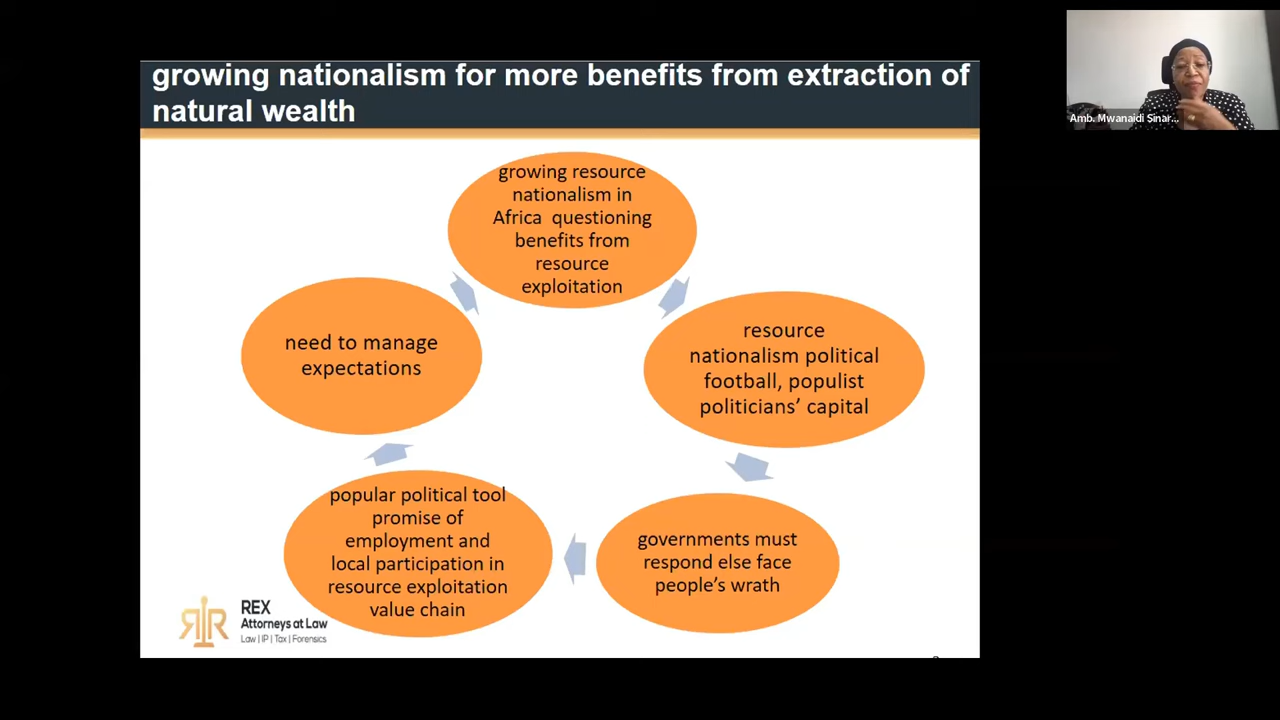 growing nationalism for more benefits from extraction of
natural wealth
Amb. Mwanaidi Sinar...
growing resource
nationalism in
Africa questioning
benefits from
resource
exploitation
resource
nationalism political
football, populist
politicians’ capital
governments must
respond else face
people’s wrath
popular political tool
promise of
employment and
local participation in
resource exploitation
value chain
need to manage
expectations
RR
REX
Attorneys at Law
Law | IP | Tax | Forensics